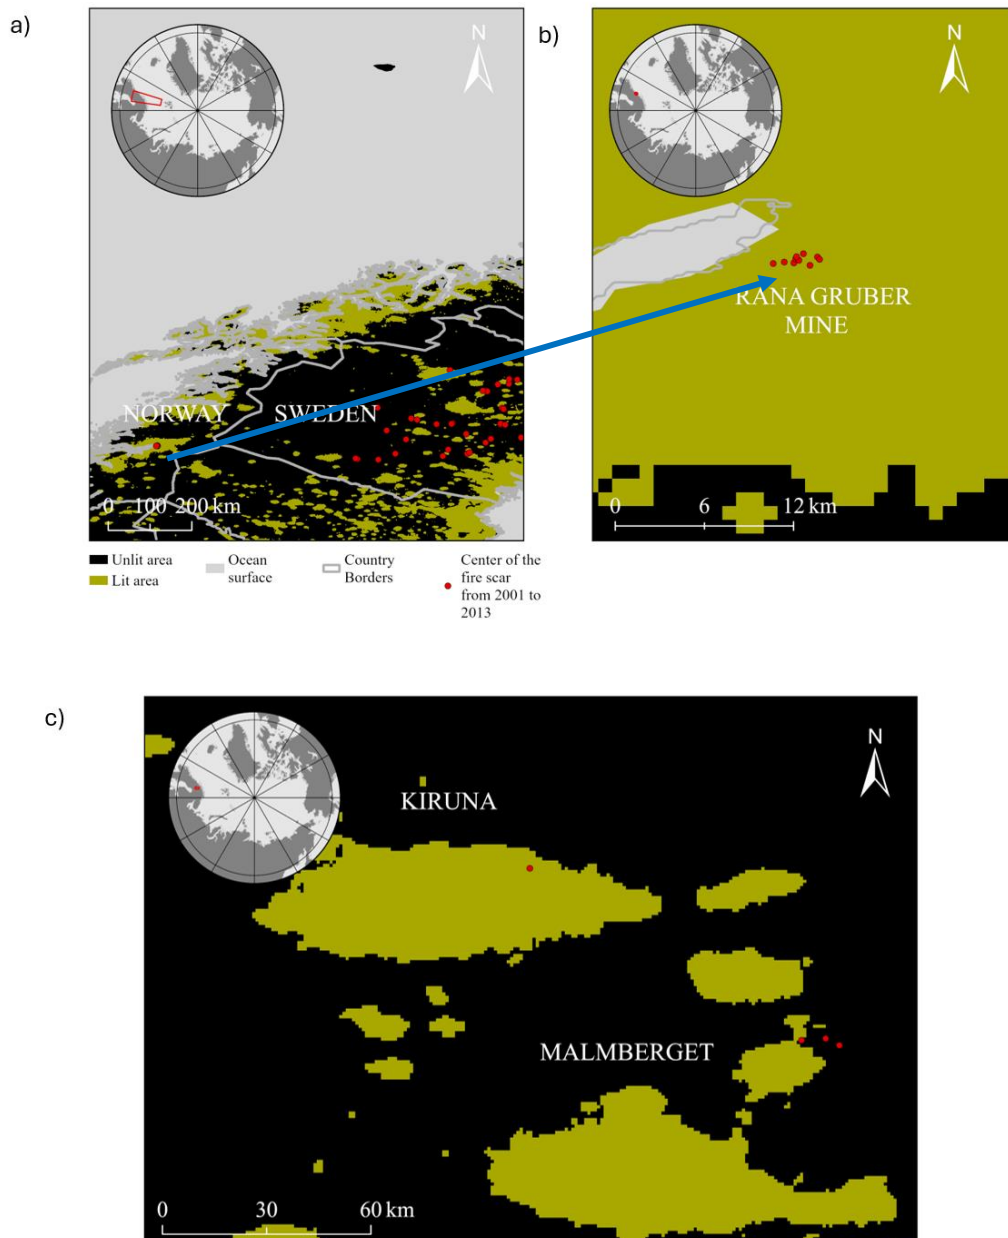 a)
N
NORWAY
SWEDEN
0 100 200 km
b)
N
RANA GRUBER
MINE
0 6 12 km
Unlit area
Lit area
Ocean
surface
Country
Borders
Center of the
fire scar
from 2001 to
2013
c)
N
KIRUNA
MALMBERGET
0 30 60 km